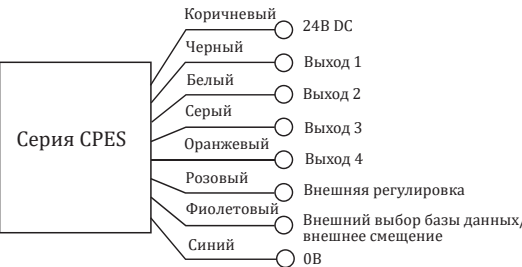 Коричневый
24В DC
Черный
Выход 1
Белый
Выход 2
Серый
Выход 3
Серия CPES
Оранжевый
Выход 4
Розовый
Внешняя регулировка
Фиолетовый
Внешний выбор базы данных/
внешнее смещение
Синий
0В